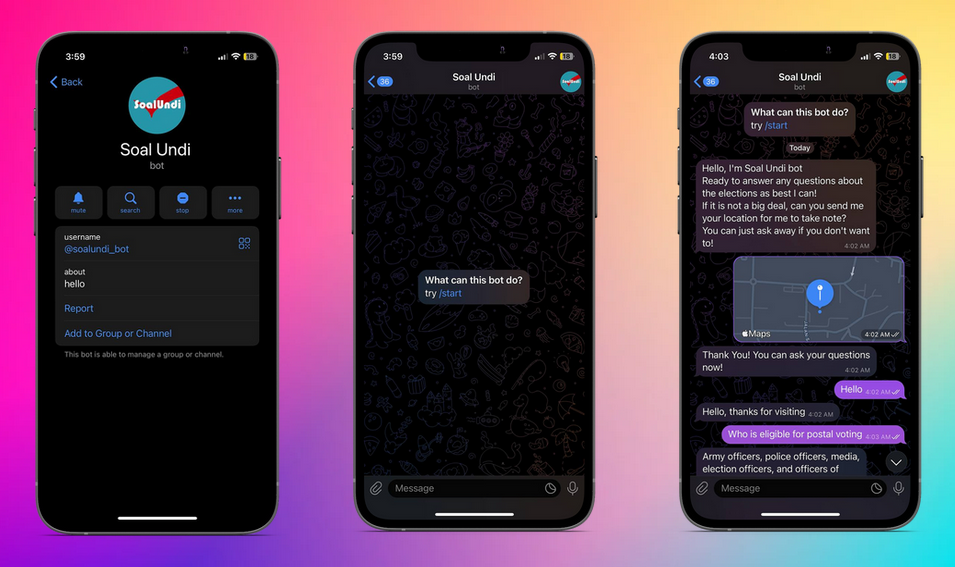 3:59
18
Back
SoalUndi
Soal Undi
bot
mute
search
stop
more
username
@soalundi_bot
about
hello
Report
Add to Group or Channel
This bot is able to manage a group or channel.
3:59
18
36
Soal Undi
bot
SoalUndi
What can this bot do?
try /start
Message
4:03
18
36
Soal Undi
bot
SoalUndi
What can this bot do?
try /start
Today
Hello, I'm Soal Undi bot
Ready to answer any questions about
the elections as best I can!
If it is not a big deal, can you send me
your location for me to take note?
You can just ask away if you don't want
to!
4:02 AM
Maps
4:02 AM
Thank You! You can ask your questions
now!
4:02 AM
Hello 4:02 AM
Hello, thanks for visiting 4:02 AM
Who is eligible for postal voting 4:03 AM
Army officers, police officers, media,
election officers, and officers of
Message